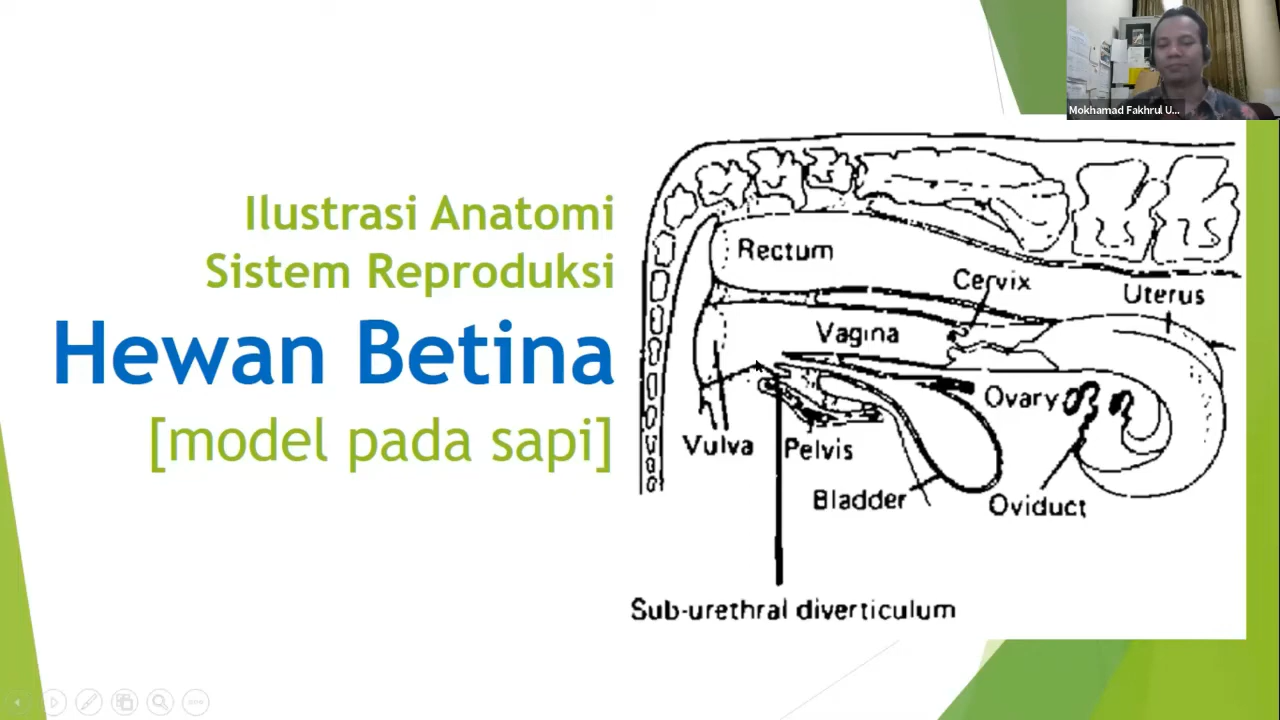 Mokhamad Fakhrul U...
Ilustrasi Anatomi
Sistem Reproduksi
Hewan Betina
[model pada sapi]
Rectum
Cervix
Uterus
Vagina
Ovary
Vulva
Pelvis
Bladder
Oviduct
Sub-urethral diverticulum